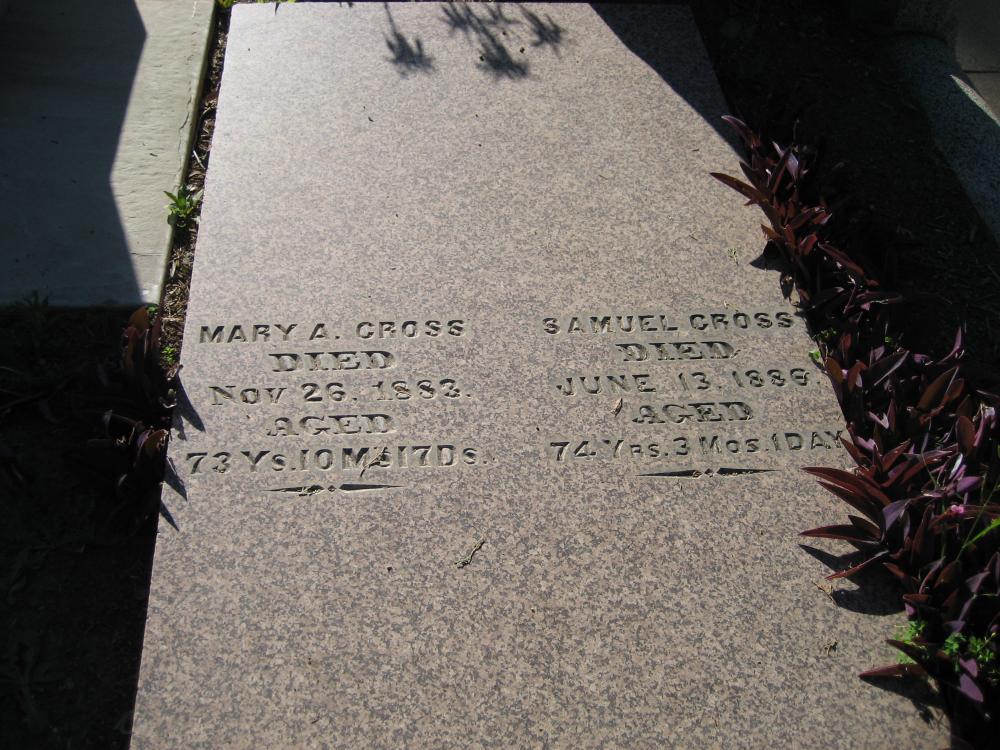 MARY A. CROSS
DIED
NOV 26. 1883.
AGED
73 YS. 10 MS 17 DS.
SAMUEL CROSS
DIED
JUNE 13. 1886.
AGED
74 YRS. 3 MOS. 1 DAY